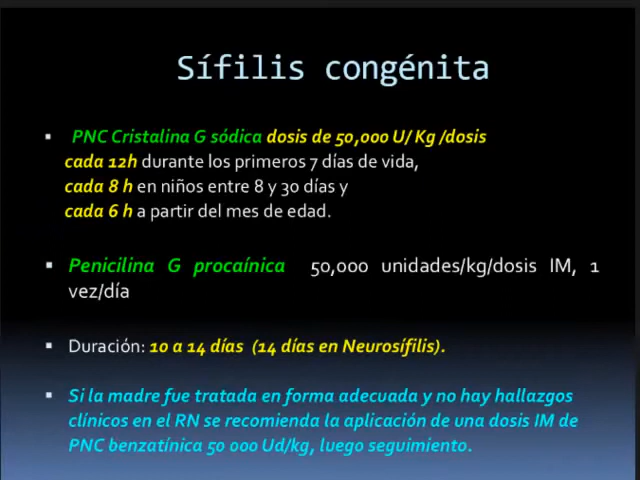 Sífilis congénita
▪ PNC Cristalina G sódica dosis de 50,000 U/ Kg /dosis
cada 12h durante los primeros 7 días de vida,
cada 8 h en niños entre 8 y 30 días y
cada 6 h a partir del mes de edad.
▪ Penicilina G procaínica 50,000 unidades/kg/dosis IM, 1
vez/día
▪ Duración: 10 a 14 días (14 días en Neurosífilis).
▪ Si la madre fue tratada en forma adecuada y no hay hallazgos
clínicos en el RN se recomienda la aplicación de una dosis IM de
PNC benzatínica 50 000 Ud/kg, luego seguimiento.